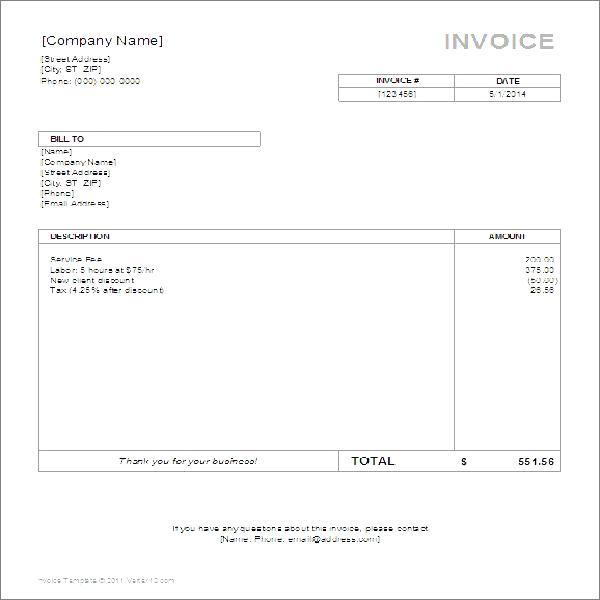 [Company Name]
INVOICE
[Street Address]
[City, ST ZIP]
Phone: (000) 000-0000
INVOICE # DATE
[123456] 5/1/2014
BILL TO
[Name]
[Company Name]
[Street Address]
[City, ST ZIP]
[Phone]
[Email Address]
DESCRIPTION AMOUNT
Service Fee 200.00
Labor: 5 hours at $75/hr 375.00
New client discount (50.00)
Tax (4.25% after discount) 26.56
Thank you for your business! TOTAL $ 551.56
If you have any questions about this invoice, please contact
[Name, Phone, email@address.com]
Invoice Template © 2011 Vertex42.com